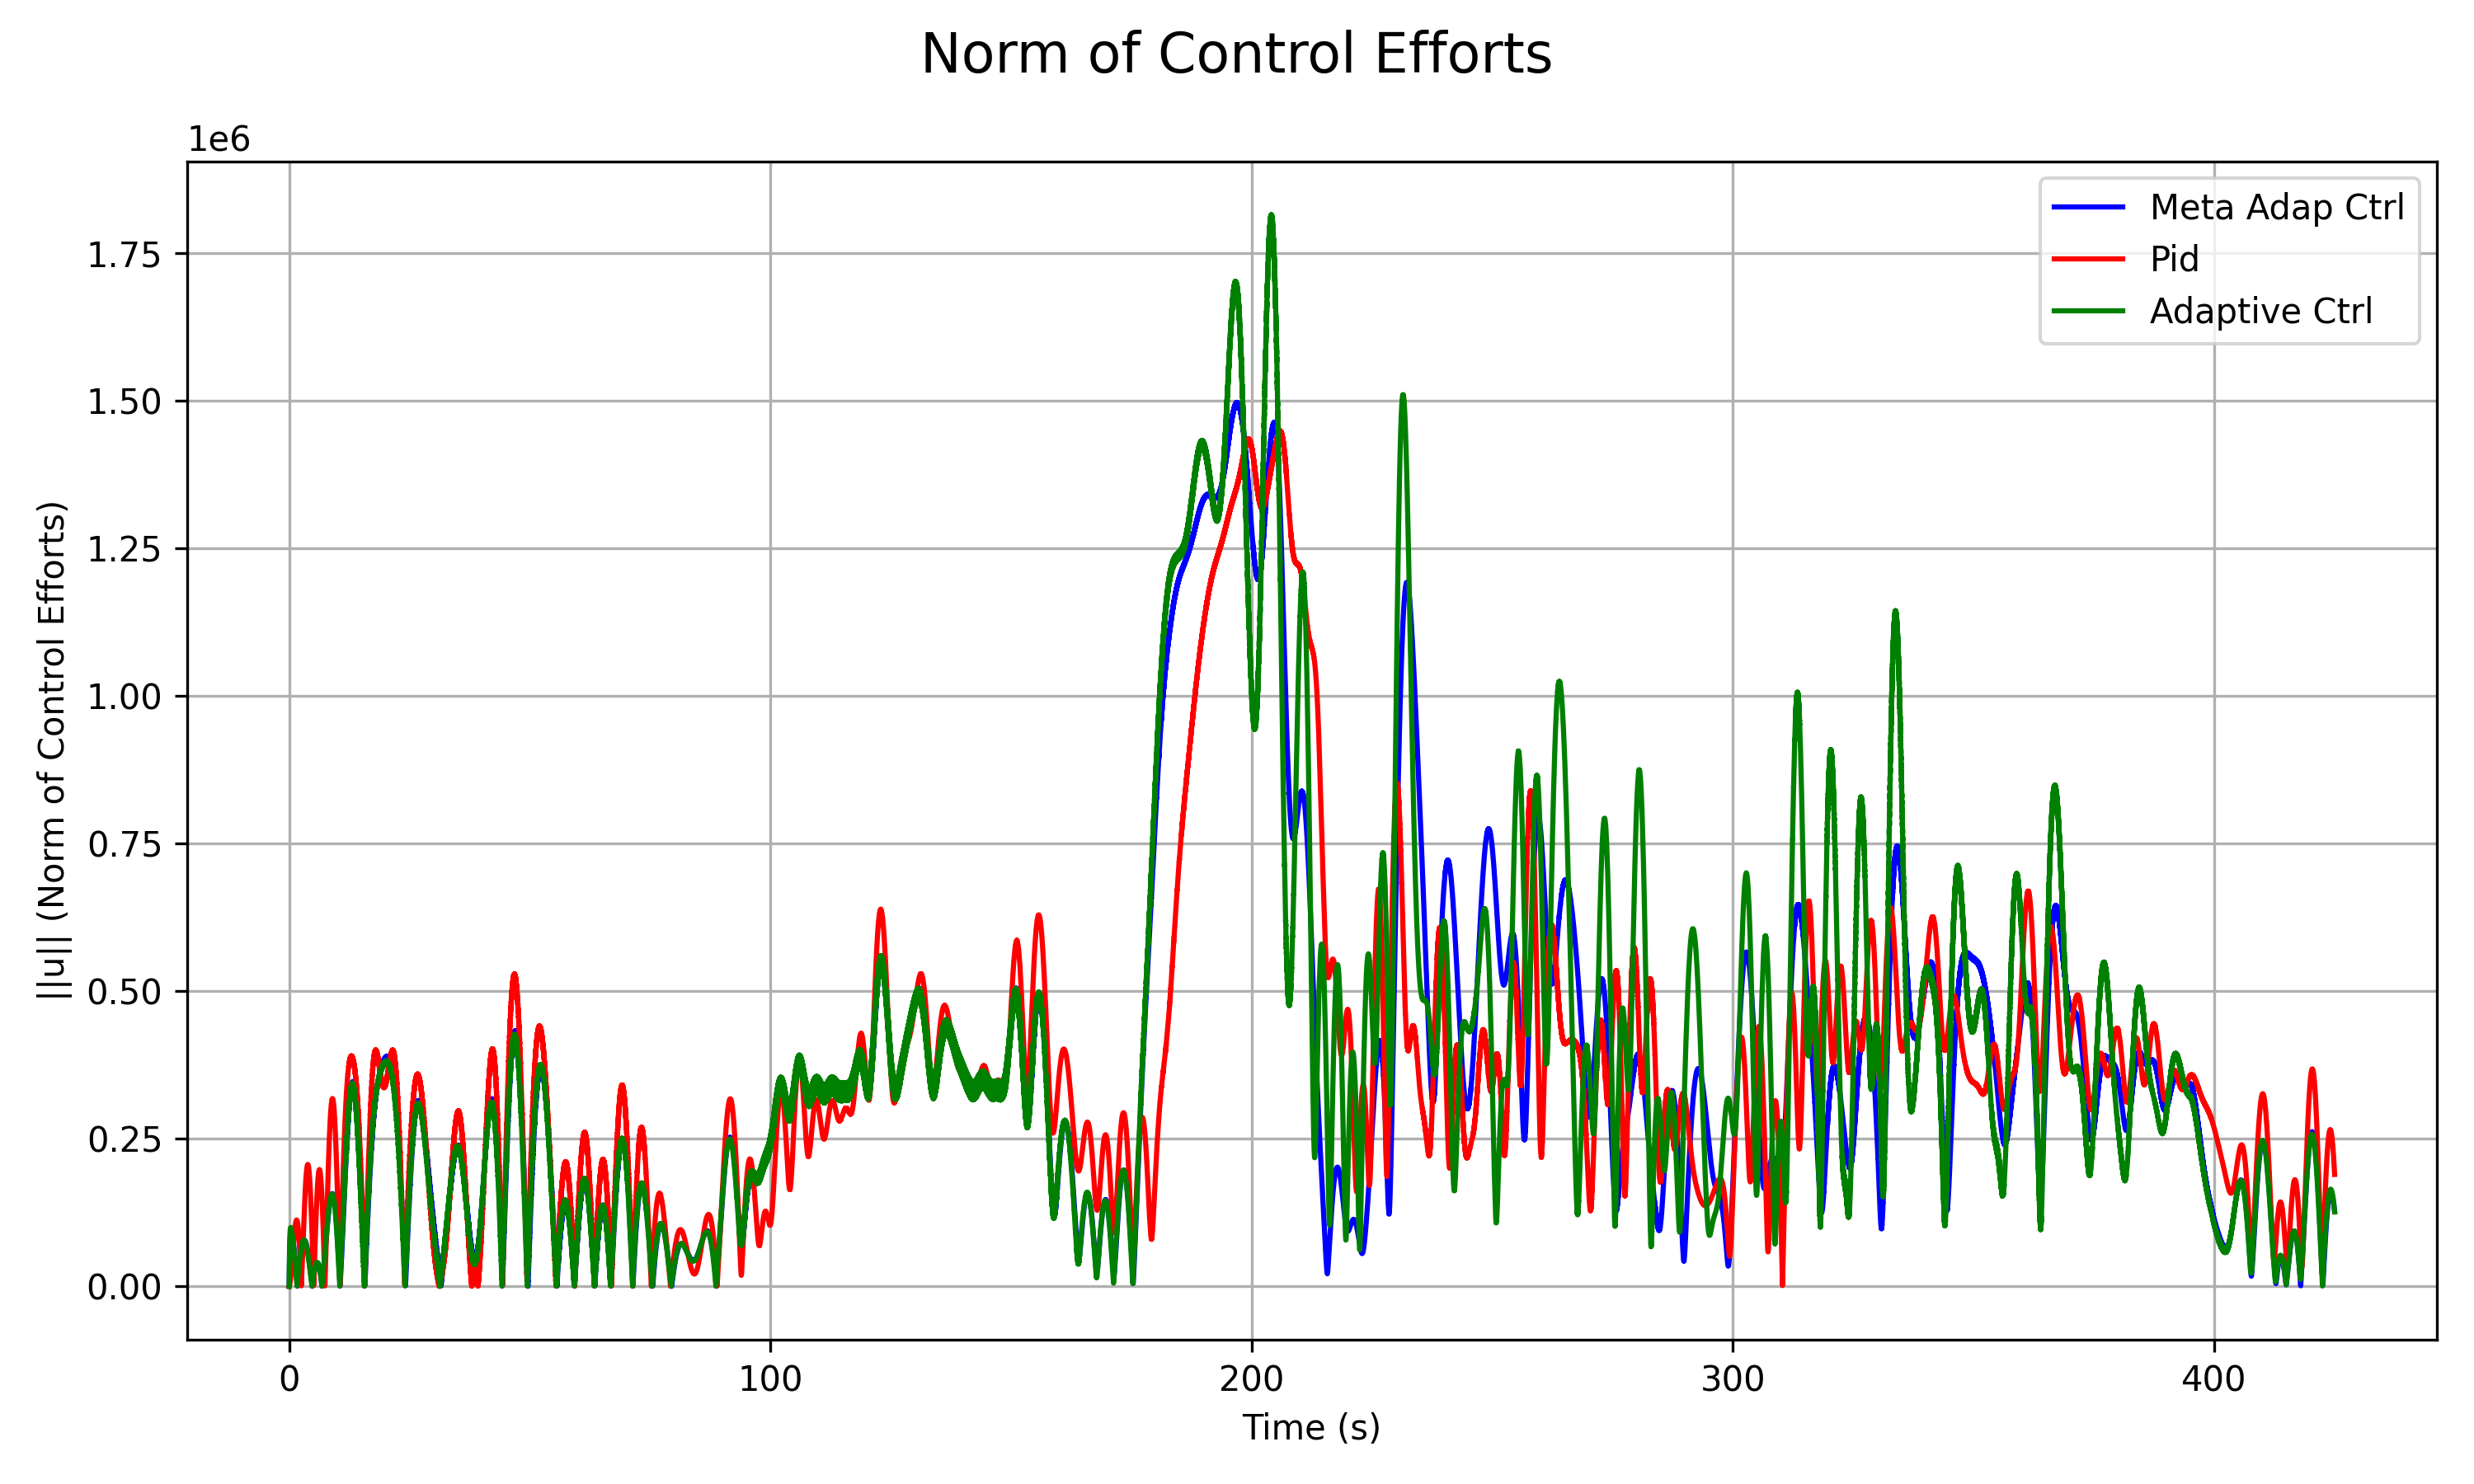 Norm of Control Efforts
1e6
Meta Adap Ctrl
Pid
Adaptive Ctrl
||u|| (Norm of Control Efforts)
1.75
1.50
1.25
1.00
0.75
0.50
0.25
0.00
0 100 200 300 400
Time (s)